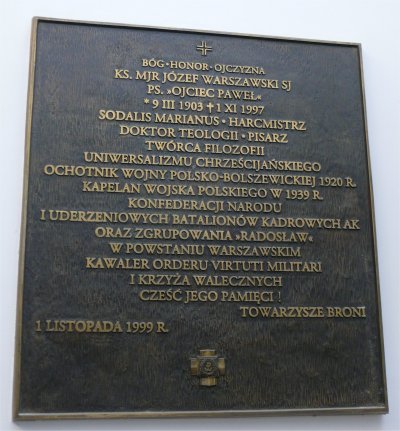 BÓG • HONOR • OJCZYZNA
KS. MJR JÓZEF WARSZAWSKI SJ
PS. »OJCIEC PAWEŁ«
* 9 III 1903 † 1 XI 1997
SODALIS MARIANUS • HARCMISTRZ
DOKTOR TEOLOGII • PISARZ
TWÓRCA FILOZOFII
UNIWERSALIZMU CHRZEŚCIJAŃSKIEGO
OCHOTNIK WOJNY POLSKO-BOLSZEWICKIEJ 1920 R.
KAPELAN WOJSKA POLSKIEGO W 1939 R.
KONFEDERACJI NARODU
I UDERZENIOWYCH BATALIONÓW KADROWYCH AK
ORAZ ZGRUPOWANIA »RADOSŁAW«
W POWSTANIU WARSZAWSKIM
KAWALER ORDERU VIRTUTI MILITARI
I KRZYŻA WALECZNYCH
CZEŚĆ JEGO PAMIĘCI !
TOWARZYSZE BRONI
1 LISTOPADA 1999 R.